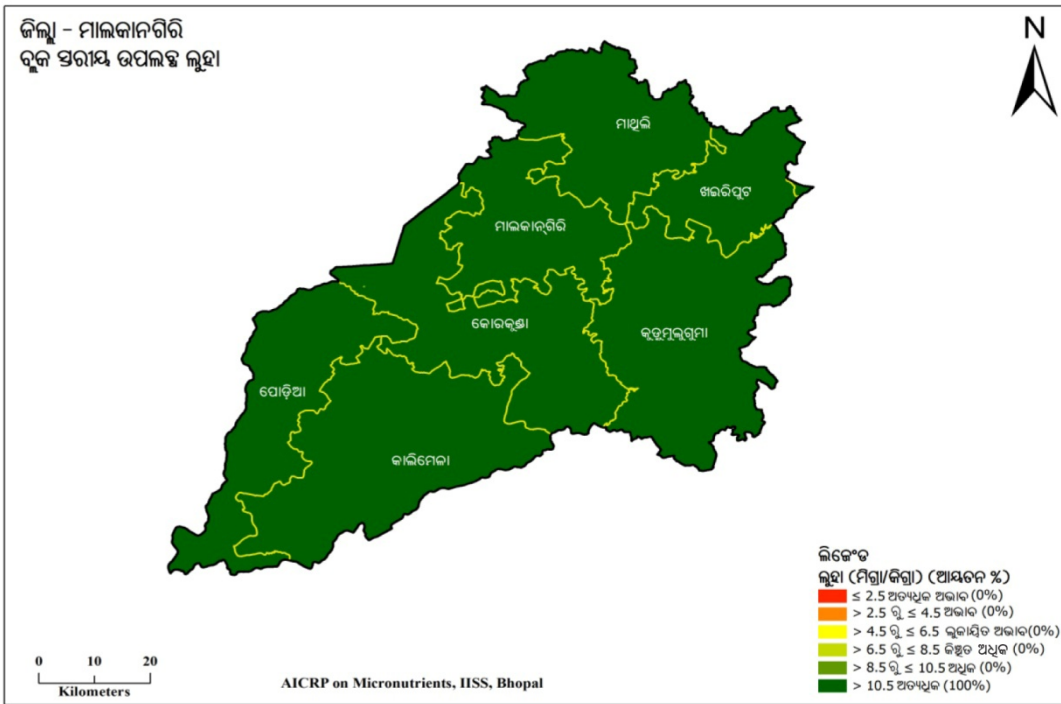 ଜିଲ୍ଲା - ମାଲକାନଗିରି
ବ୍ଲକ ସ୍ତରୀୟ ଉପଲବ୍ଧ ଲୁହା
N
ମାଥିଲି
ଖଇରିପୁଟ
ମାଲକାନ୍‌ଗିରି
କୋରକୁଣ୍ଡା
କୁଡୁମୁଲୁଗୁମା
ପୋଡ଼ିଆ
କାଲିମେଳା
ଲିଜେଂଡ
ଲୁହା (ମିଗ୍ରା/କିଗ୍ରା) (ଆୟତନ %)
≤ 2.5 ଅତ୍ୟଧିକ ଅଭାବ (0%)
> 2.5 ରୁ ≤ 4.5 ଅଭାବ (0%)
> 4.5 ରୁ ≤ 6.5 ଲୁକାୟିତ ଅଭାବ(0%)
> 6.5 ରୁ ≤ 8.5 କିଞ୍ଚିତ ଅଧିକ (0%)
> 8.5 ରୁ ≤ 10.5 ଅଧିକ (0%)
> 10.5 ଅତ୍ୟଧିକ (100%)
0 10 20
Kilometers
AICRP on Micronutrients, IISS, Bhopal